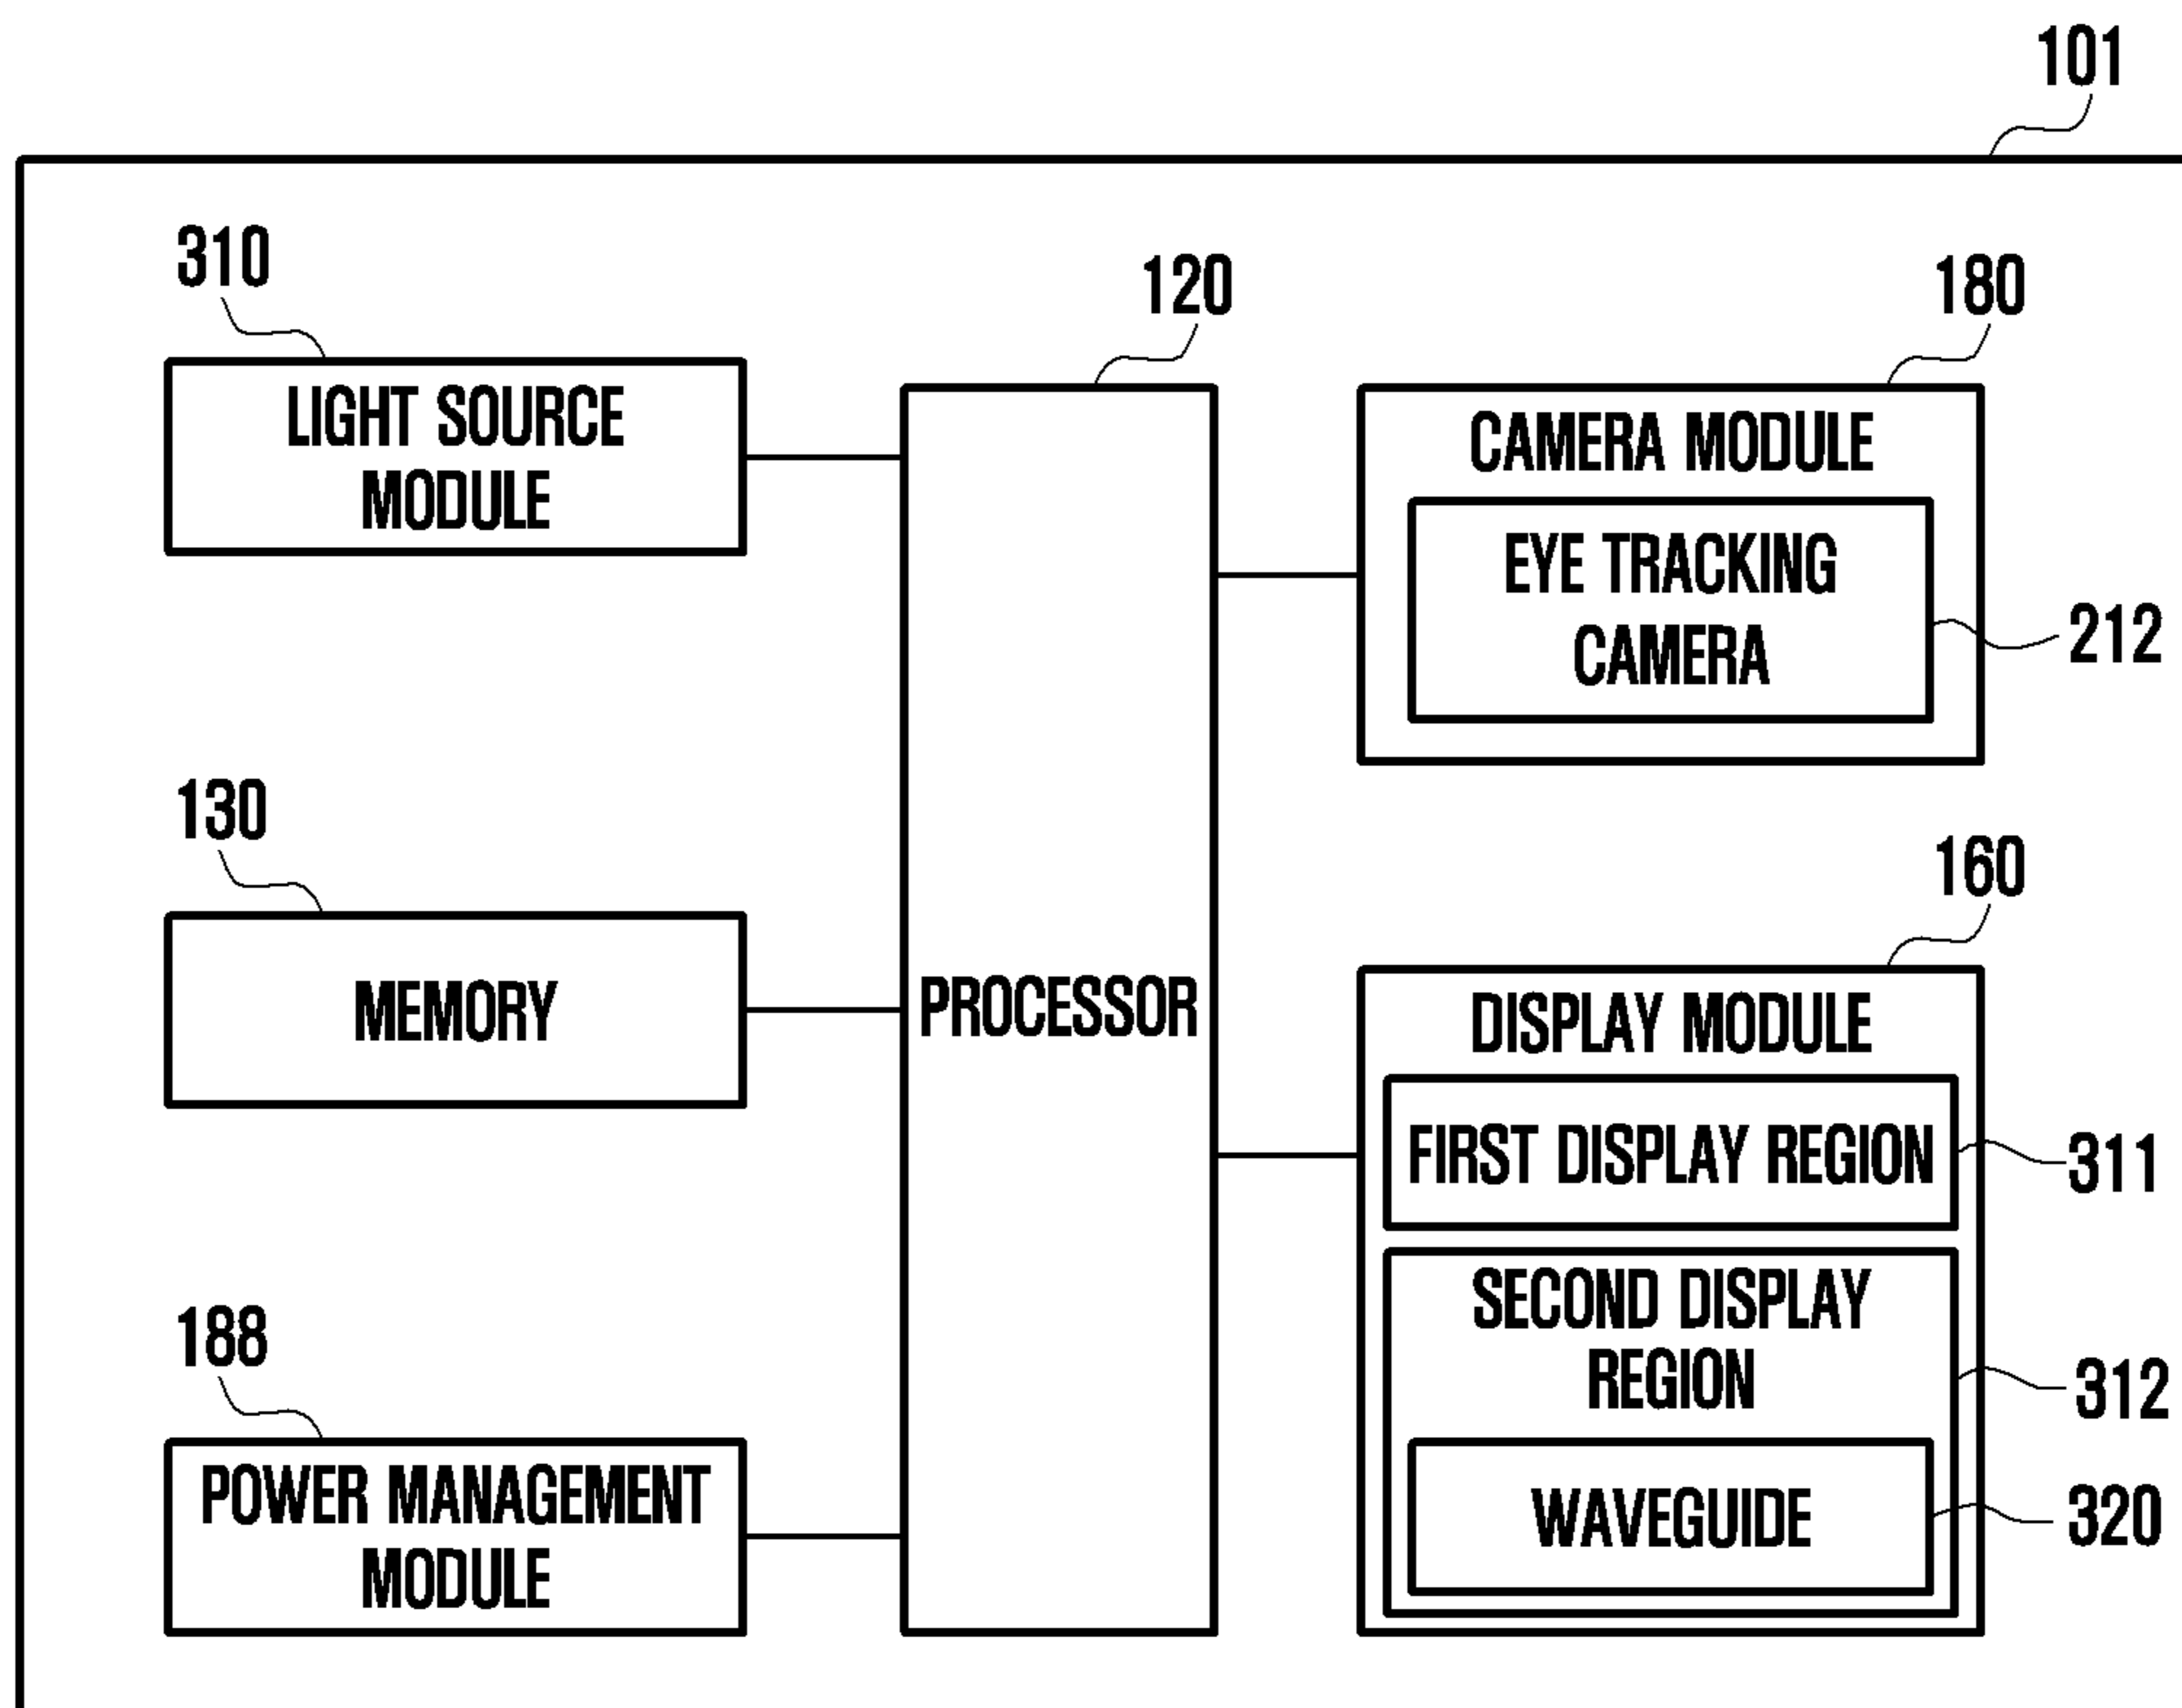 101
310
LIGHT SOURCE
MODULE
120
180
CAMERA MODULE
EYE TRACKING
CAMERA
212
130
MEMORY
PROCESSOR
160
DISPLAY MODULE
FIRST DISPLAY REGION
311
SECOND DISPLAY
REGION
312
WAVEGUIDE
320
188
POWER MANAGEMENT
MODULE